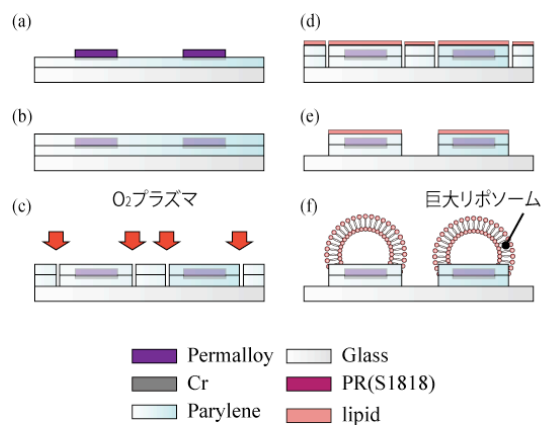 (a)
(b)
O₂プラズマ
(c)
(d)
(e)
巨大リポソーム
(f)
Permalloy
Glass
Cr
PR(S1818)
Parylene
lipid